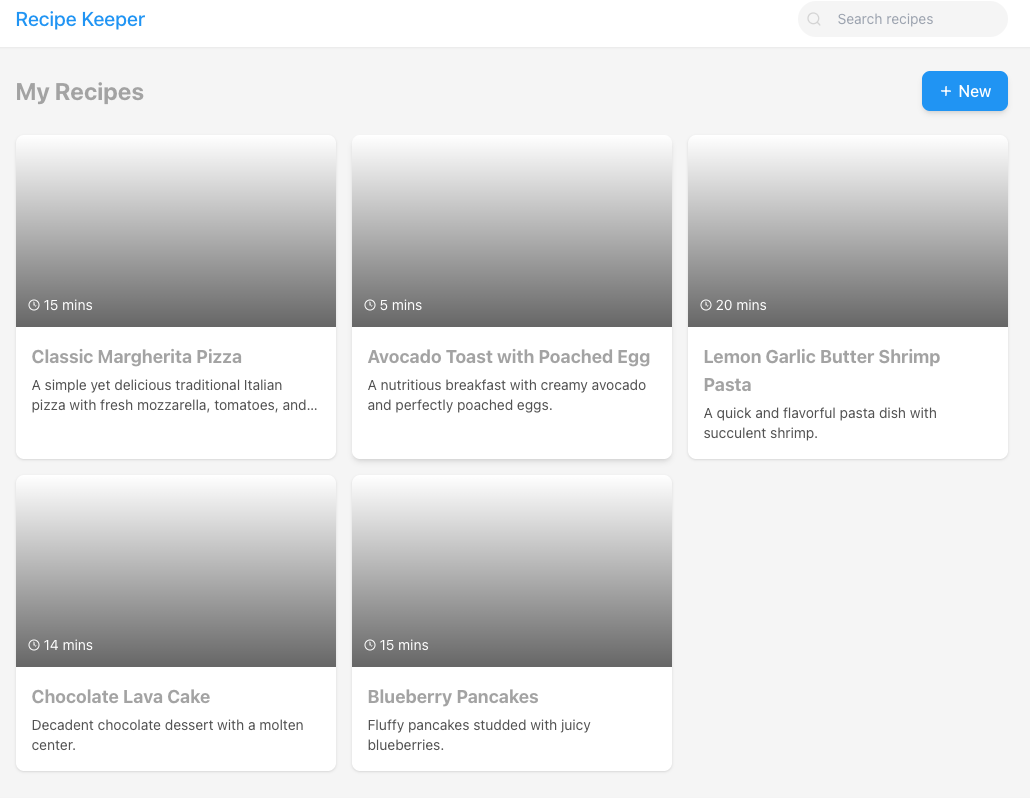 Recipe Keeper
Search recipes
My Recipes
+ New
15 mins
5 mins
20 mins
Classic Margherita Pizza
A simple yet delicious traditional Italian
pizza with fresh mozzarella, tomatoes, and...
Avocado Toast with Poached Egg
A nutritious breakfast with creamy avocado
and perfectly poached eggs.
Lemon Garlic Butter Shrimp
Pasta
A quick and flavorful pasta dish with
succulent shrimp.
14 mins
15 mins
Chocolate Lava Cake
Decadent chocolate dessert with a molten
center.
Blueberry Pancakes
Fluffy pancakes studded with juicy
blueberries.